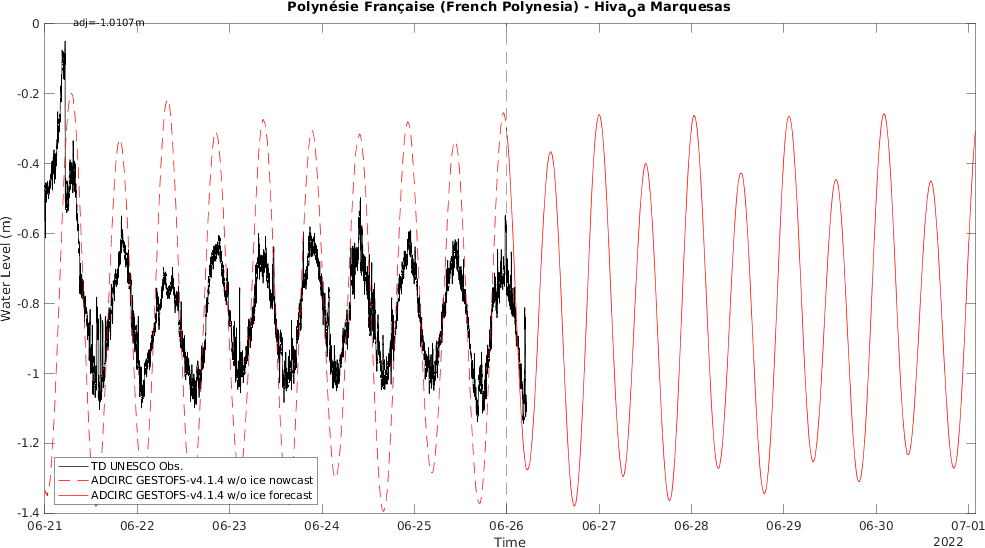 Polynésie Française (French Polynesia) - Hiva_Oa Marquesas
adj=-1.0107m
0
-0.2
-0.4
-0.6
-0.8
-1
-1.2
-1.4
Water Level (m)
TD UNESCO Obs.
ADCIRC GESTOFS-v4.1.4 w/o ice nowcast
ADCIRC GESTOFS-v4.1.4 w/o ice forecast
06-21 06-22 06-23 06-24 06-25 06-26 06-27 06-28 06-29 06-30 07-01
Time
2022